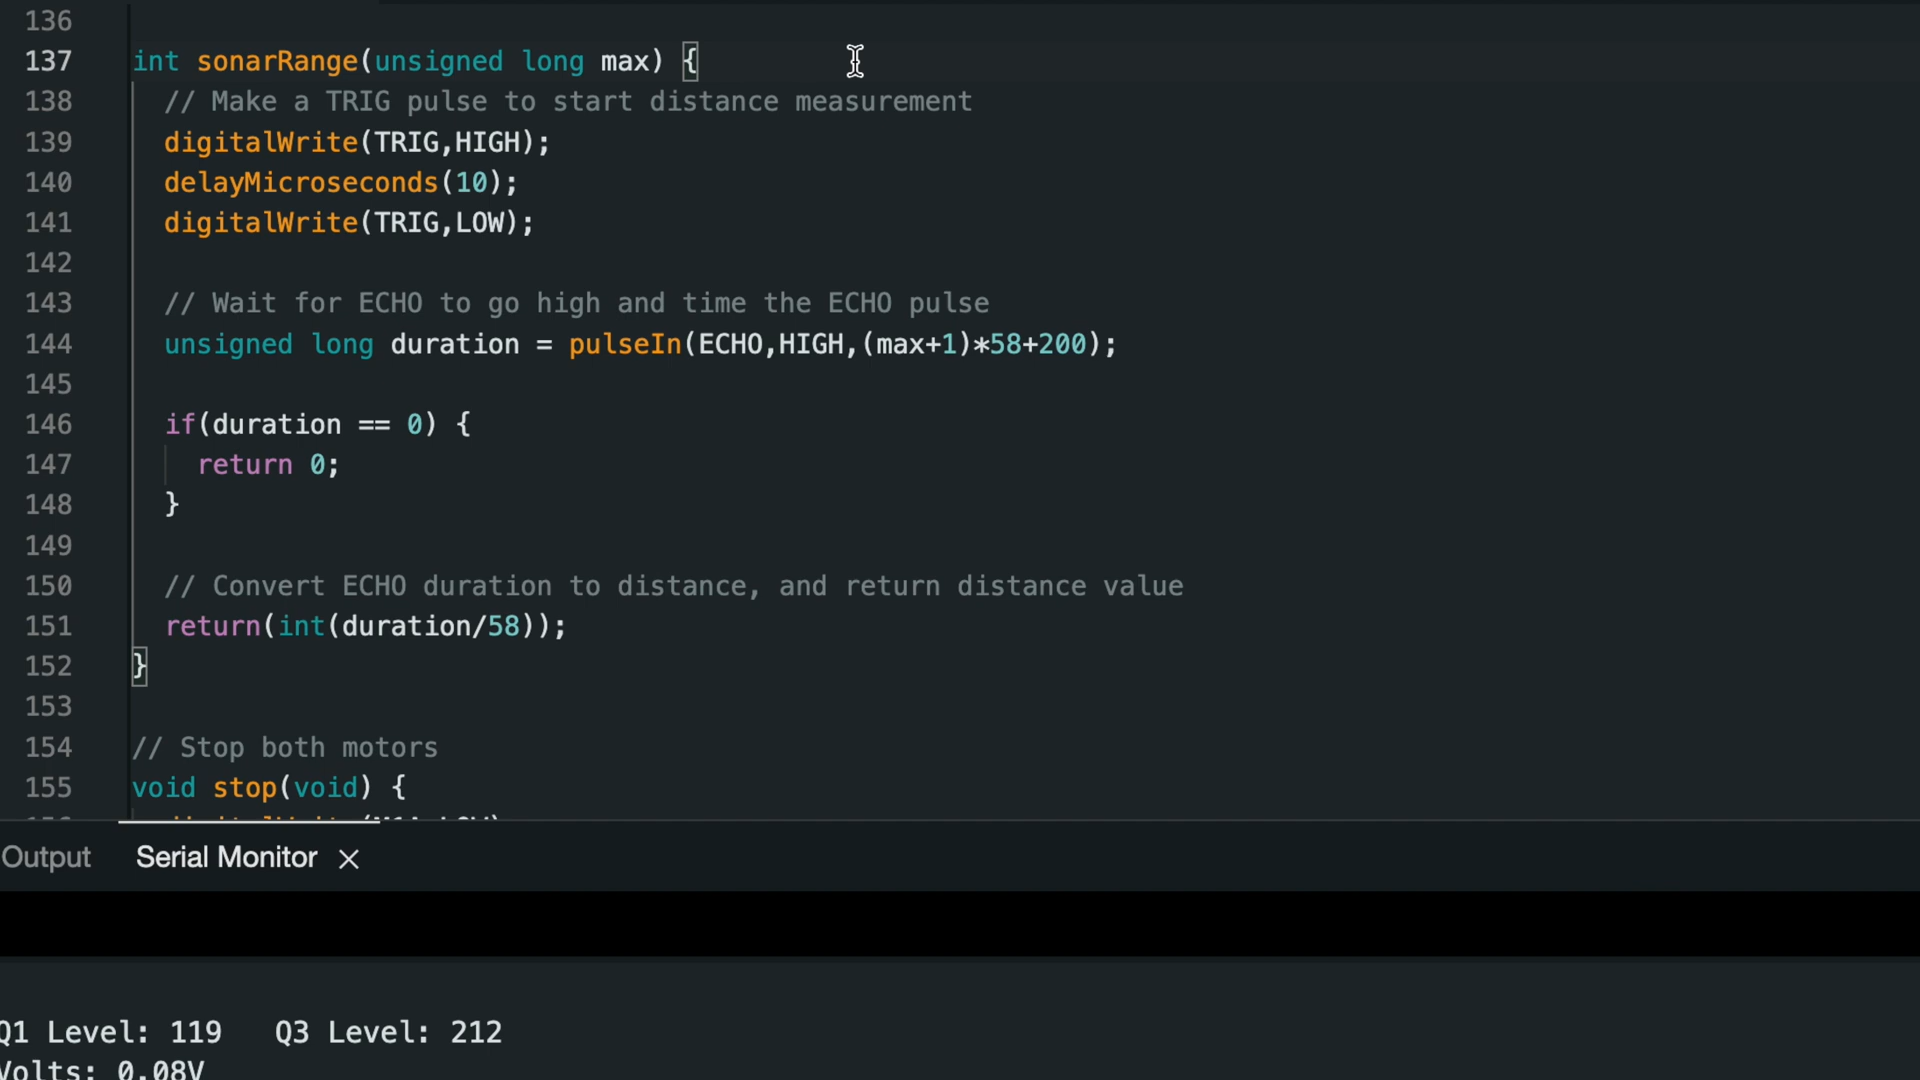 136
137 int sonarRange(unsigned long max) {
138 // Make a TRIG pulse to start distance measurement
139 digitalWrite(TRIG,HIGH);
140 delayMicroseconds(10);
141 digitalWrite(TRIG,LOW);
142
143 // Wait for ECHO to go high and time the ECHO pulse
144 unsigned long duration = pulseIn(ECHO,HIGH,(max+1)*58+200);
145
146 if(duration == 0) {
147 return 0;
148 }
149
150 // Convert ECHO duration to distance, and return distance value
151 return(int(duration/58));
152 }
153
154 // Stop both motors
155 void stop(void) {
Output Serial Monitor
Q1 Level: 119 Q3 Level: 212
Volts: 0.08V